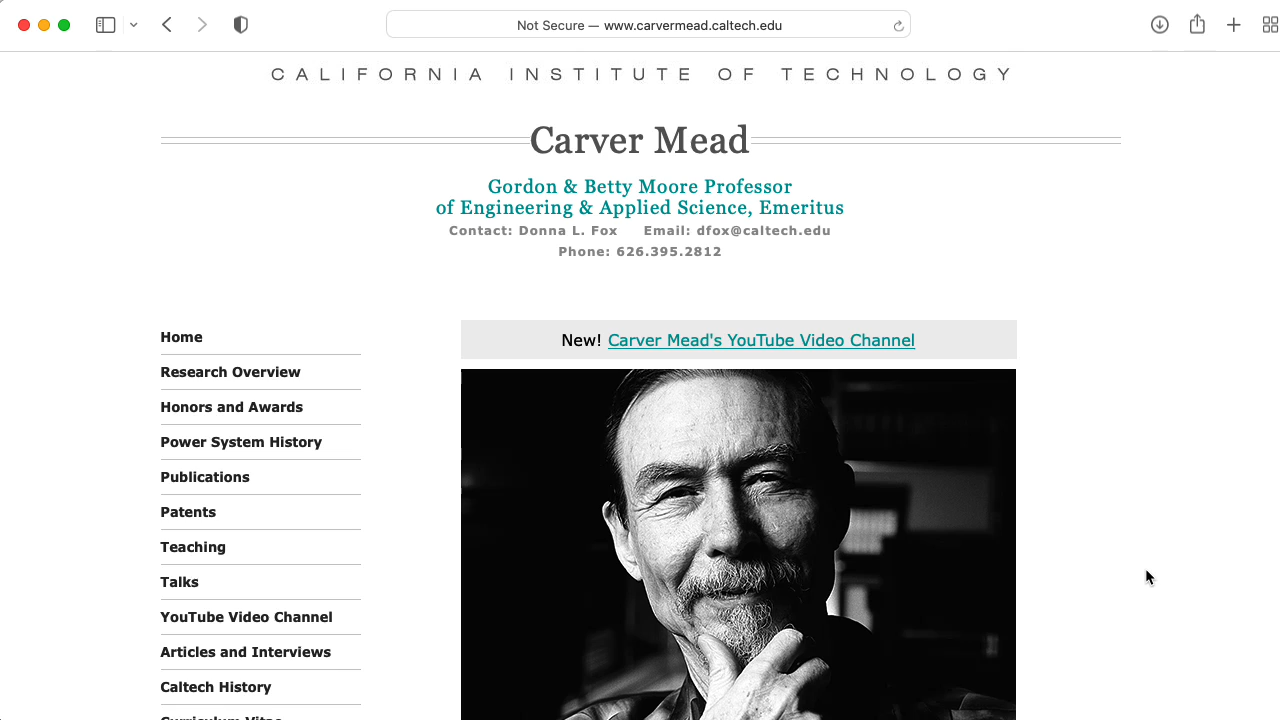 Not Secure — www.carvermead.caltech.edu
CALIFORNIA INSTITUTE OF TECHNOLOGY
Carver Mead
Gordon & Betty Moore Professor
of Engineering & Applied Science, Emeritus
Contact: Donna L. Fox Email: dfox@caltech.edu
Phone: 626.395.2812
Home
Research Overview
Honors and Awards
Power System History
Publications
Patents
Teaching
Talks
YouTube Video Channel
Articles and Interviews
Caltech History
Curriculum Vitae
New! Carver Mead's YouTube Video Channel